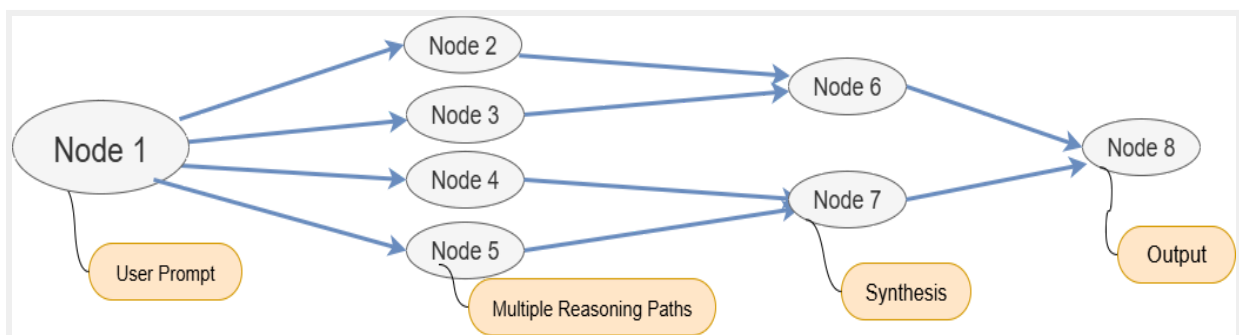 Node 1
Node 2
Node 3
Node 4
Node 5
Node 6
Node 7
Node 8
User Prompt
Multiple Reasoning Paths
Synthesis
Output